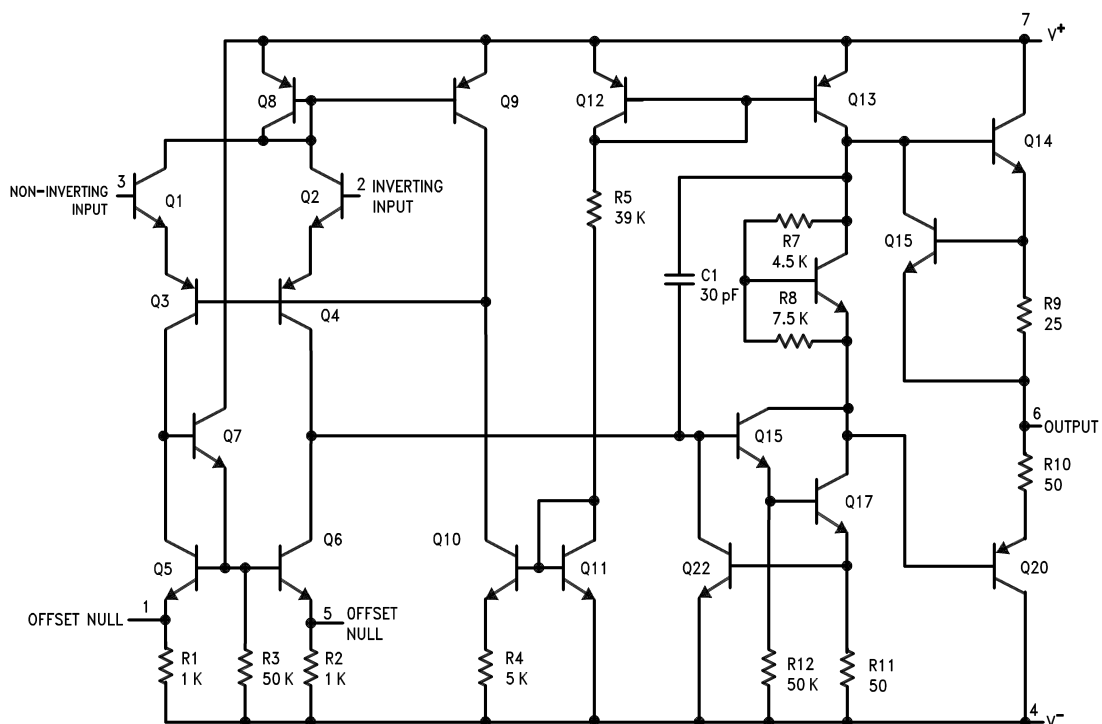 7
V+
Q8
Q9
Q12
Q13
Q14
3
NON-INVERTING
INPUT
Q1
Q2
2 INVERTING
INPUT
R5
39 K
R7
4.5 K
Q15
Q3
Q4
C1
30 pF
R8
7.5 K
R9
25
Q7
Q15
6
OUTPUT
R10
50
Q17
Q5
Q6
Q10
Q11
Q22
Q20
OFFSET NULL
1
5
OFFSET
NULL
R1
1 K
R3
50 K
R2
1 K
R4
5 K
R12
50 K
R11
50
4
V-